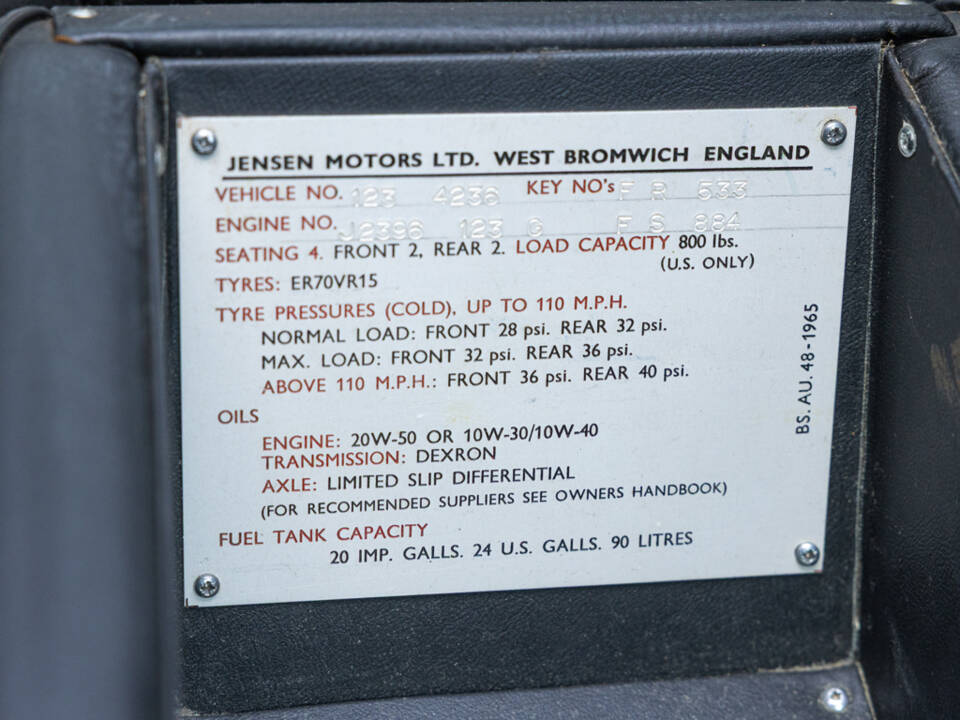 JENSEN MOTORS LTD. WEST BROMWICH ENGLAND
VEHICLE NO. 123 4236 KEY NO's F R 533
ENGINE NO. J2396 123 G F S 884
SEATING 4. FRONT 2, REAR 2. LOAD CAPACITY 800 lbs.
(U.S. ONLY)
TYRES: ER70VR15
TYRE PRESSURES (COLD), UP TO 110 M.P.H.
NORMAL LOAD: FRONT 28 psi. REAR 32 psi.
MAX. LOAD: FRONT 32 psi. REAR 36 psi.
ABOVE 110 M.P.H.: FRONT 36 psi. REAR 40 psi.
OILS
ENGINE: 20W-50 OR 10W-30/10W-40
TRANSMISSION: DEXRON
AXLE: LIMITED SLIP DIFFERENTIAL
(FOR RECOMMENDED SUPPLIERS SEE OWNERS HANDBOOK)
FUEL TANK CAPACITY
20 IMP. GALLS. 24 U.S. GALLS. 90 LITRES
BS. AU. 48-1965